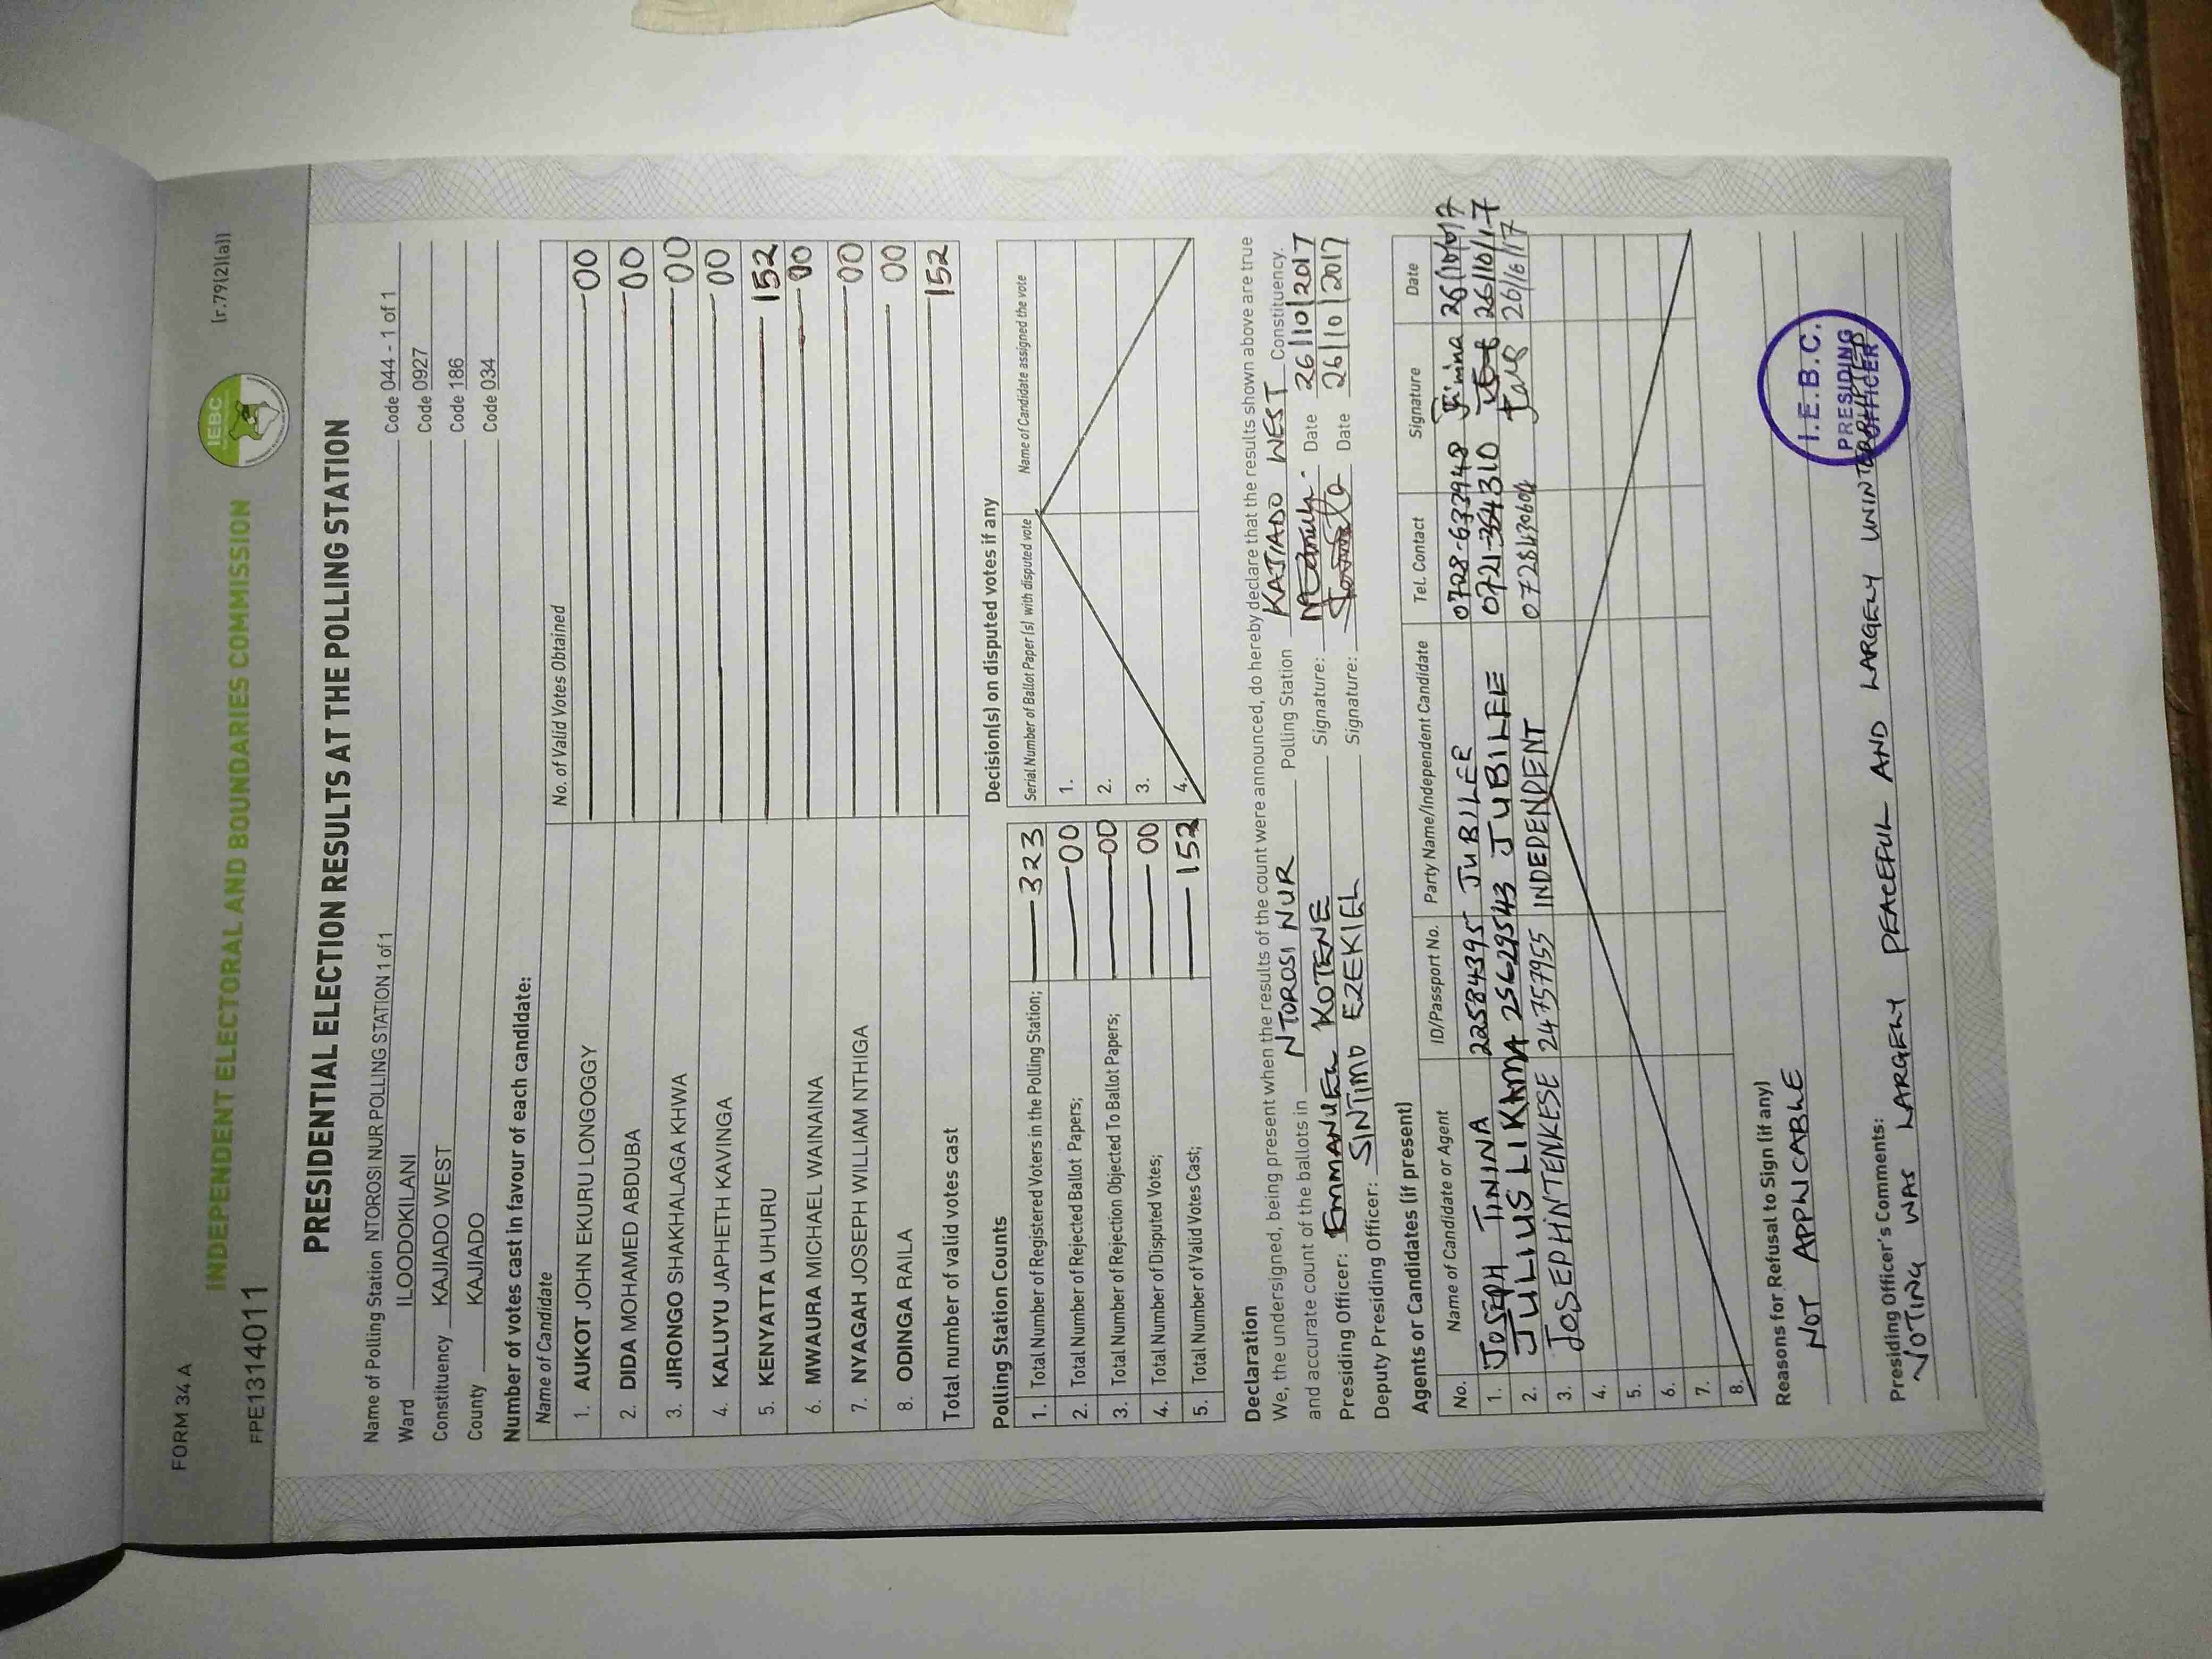 FORM 34 A
(r.79(2)(a))
IEBC
INDEPENDENT ELECTORAL AND BOUNDARIES COMMISSION
FPE1314011
PRESIDENTIAL ELECTION RESULTS AT THE POLLING STATION
Name of Polling Station NTOROSI NUR POLLING STATION 1 of 1 Code 044 - 1 of 1
Ward ILOODOKILANI Code 0927
Constituency KAJIADO WEST Code 186
County KAJIADO Code 034
Number of votes cast in favour of each candidate:
Name of Candidate No. of Valid Votes Obtained
1. AUKOT JOHN EKURU LONGOGGY 00
2. DIDA MOHAMED ABDUBA 00
3. JIRONGO SHAKHALAGA KHWA 00
4. KALUYU JAPHETH KAVINGA 00
5. KENYATTA UHURU 152
6. MWAURA MICHAEL WAINAINA 00
7. NYAGAH JOSEPH WILLIAM NTHIGA 00
8. ODINGA RAILA 00
Total number of valid votes cast 152
Polling Station Counts
1. Total Number of Registered Voters in the Polling Station; 323
2. Total Number of Rejected Ballot Papers; 00
3. Total Number of Rejection Objected To Ballot Papers; 00
4. Total Number of Disputed Votes; 00
5. Total Number of Valid Votes Cast; 152
Decision(s) on disputed votes if any
Serial Number of Ballot Paper (s) with disputed vote Name of Candidate assigned the vote
1.
2.
3.
4.
Declaration
We, the undersigned, being present when the results of the count were announced, do hereby declare that the results shown above are true
and accurate count of the ballots in NTOROSI NUR Polling Station KAJIADO WEST Constituency.
Presiding Officer: EMMANUEL KOTENE Signature: Date 26/10/2017
Deputy Presiding Officer: SINTIMO EZEKIEL Signature: Date 26/10/2017
Agents or Candidates (if present)
No. Name of Candidate or Agent ID/Passport No. Party Name/Independent Candidate Tel. Contact Signature Date
1. JOSEPH TININA 22584395 JUBILEE 0728-633948 26/10/17
2. JULIUS LIKAMA 25629543 JUBILEE 0721-354310 26/10/17
3. JOSEPHINTENKESE 24757955 INDEPENDENT 26/10/17
4.
5.
6.
7.
8.
Reasons for Refusal to Sign (if any)
NOT APPLICABLE
Presiding Officer's Comments:
VOTING WAS LARGELY PEACEFUL AND LARGELY UNINTERRUPTED
I.E.B.C.
PRESIDING
OFFICER